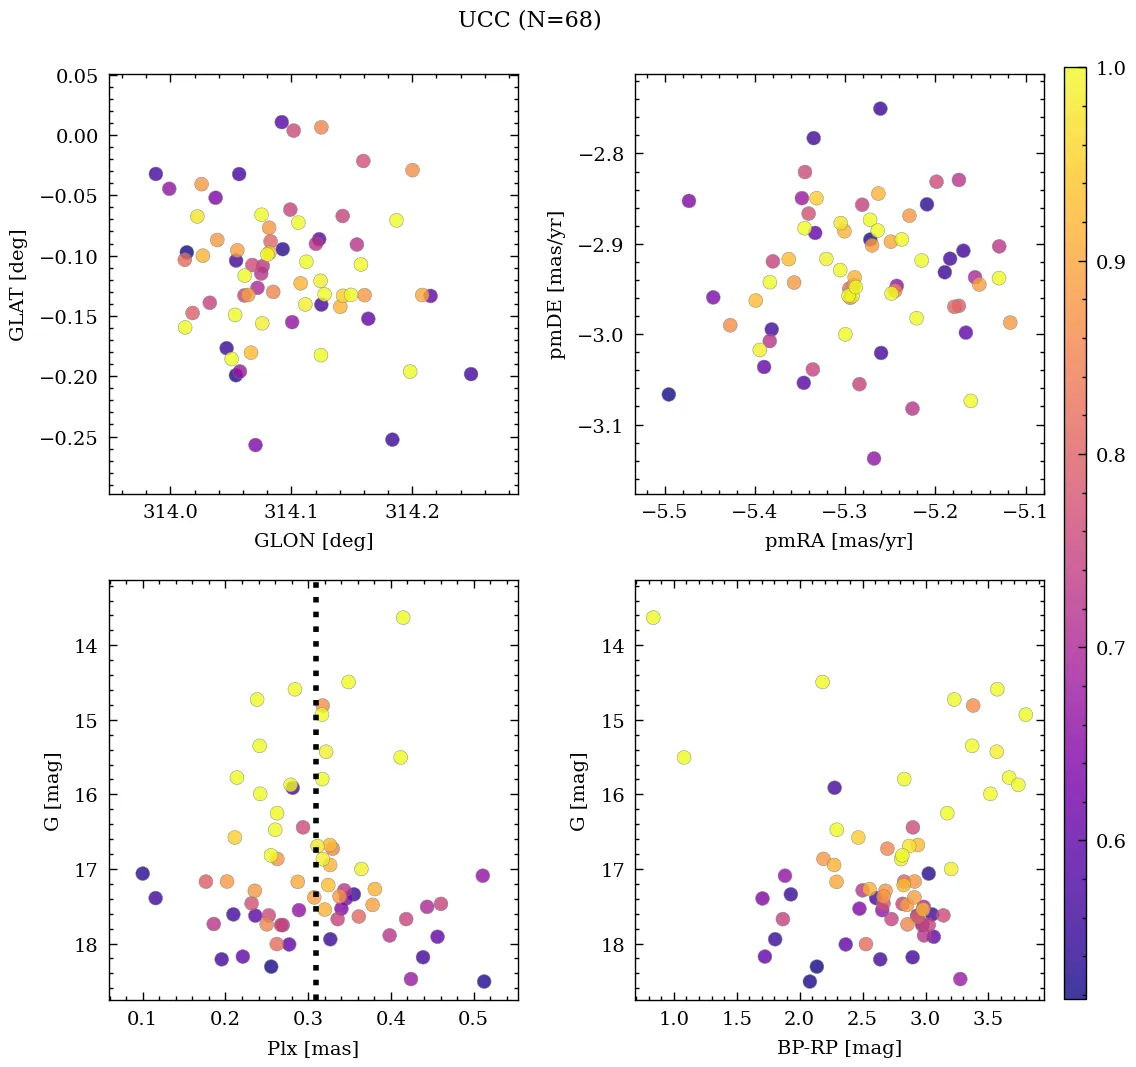 UCC (N=68)
0.05
0.00
−0.05
−0.10
−0.15
−0.20
−0.25
GLAT [deg]
314.0 314.1 314.2
GLON [deg]
−2.8
−2.9
−3.0
−3.1
pmDE [mas/yr]
−5.5 −5.4 −5.3 −5.2 −5.1
pmRA [mas/yr]
14
15
16
17
18
G [mag]
0.1 0.2 0.3 0.4 0.5
Plx [mas]
14
15
16
17
18
G [mag]
1.0 1.5 2.0 2.5 3.0 3.5
BP-RP [mag]
1.0
0.9
0.8
0.7
0.6